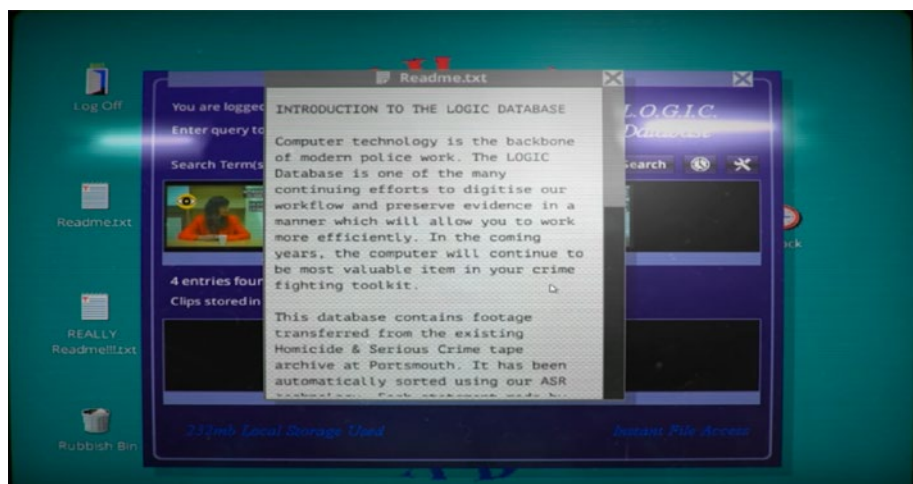 Readme.txt
Log Off
You are logged
INTRODUCTION TO THE LOGIC DATABASE
L.O.G.I.C.
Database
Enter query to
Computer technology is the backbone
of modern police work. The LOGIC
Database is one of the many
continuing efforts to digitise our
workflow and preserve evidence in a
manner which will allow you to work
more efficiently. In the coming
years, the computer will continue to
be most valuable item in your crime
fighting toolkit.
This database contains footage
transferred from the existing
Homicide & Serious Crime tape
archive at Portsmouth. It has been
automatically sorted using our ASR
Search Term(s
Search
Readme.txt
4 entries foun
Clips stored in
REALLY
Readme!!!.txt
232mb Local Storage Used
Instant File Access
Rubbish Bin